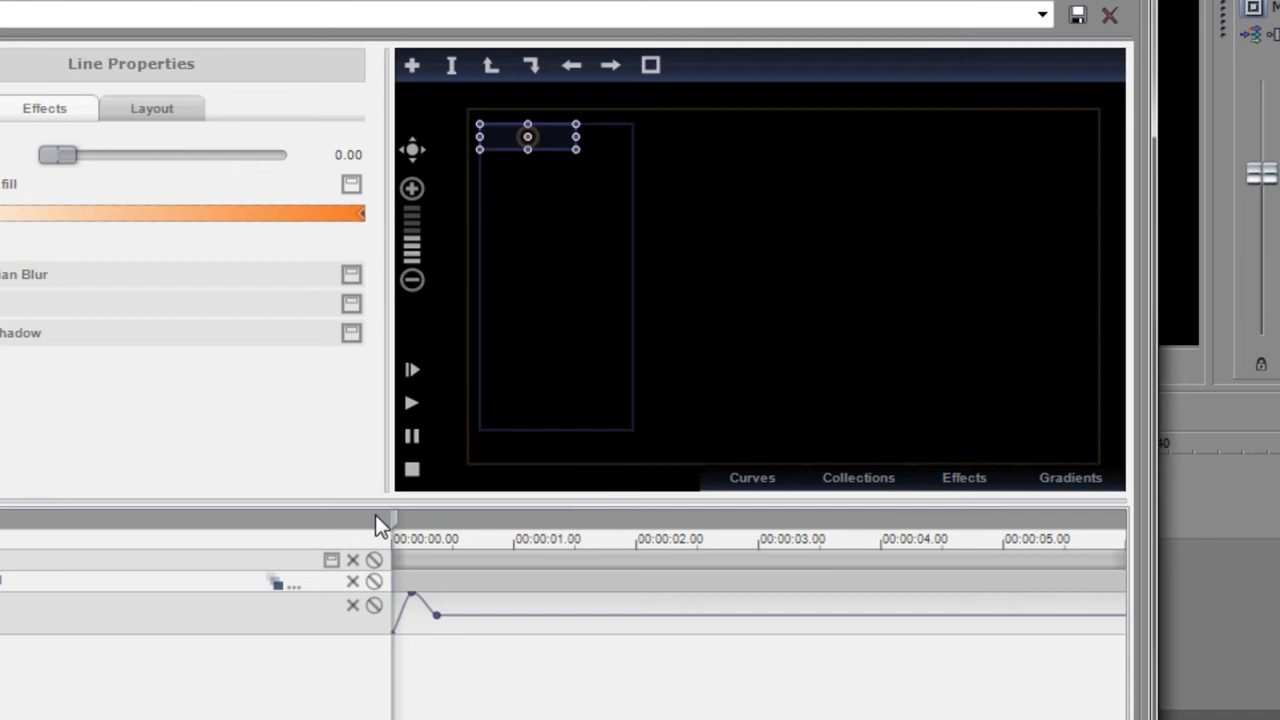 Line Properties
Effects Layout
0.00
fill
ian Blur
hadow
Curves Collections Effects Gradients
00:00:00.00 00:00:01.00 00:00:02.00 00:00:03.00 00:00:04.00 00:00:05.00